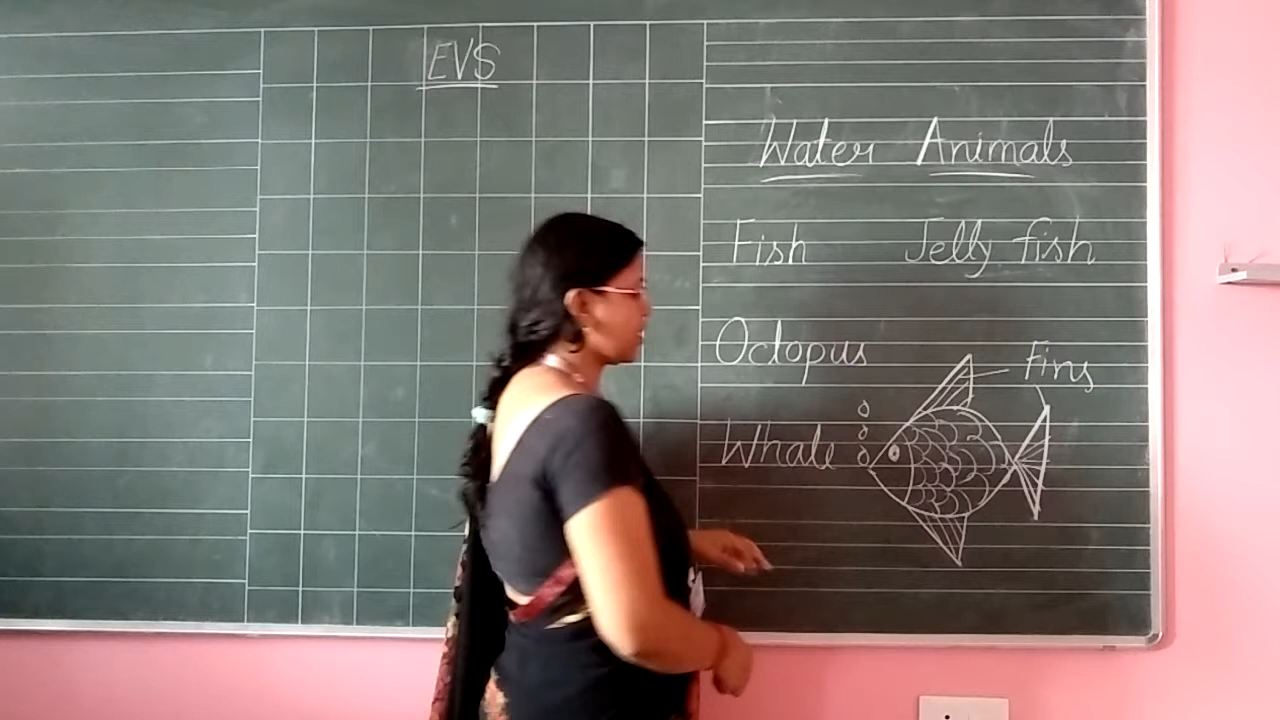 EVS
Water Animals
Fish Jelly fish
Octopus
Fins
Whale